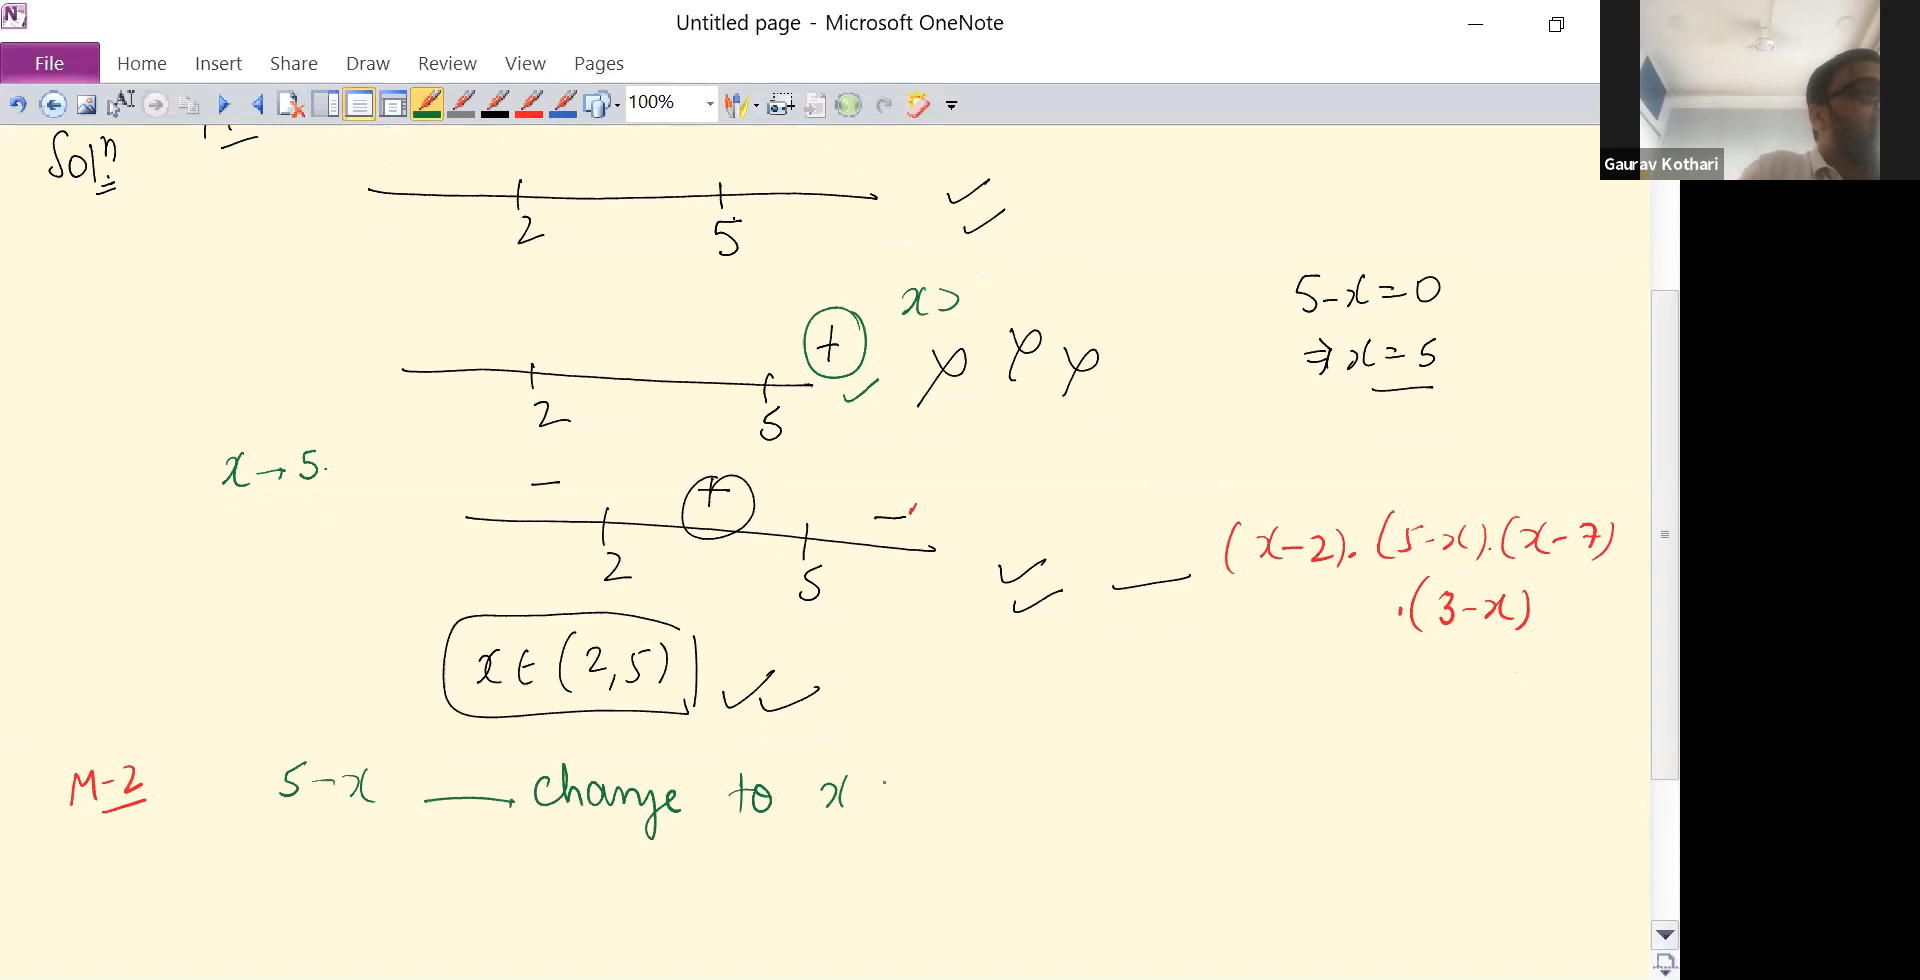 Untitled page - Microsoft OneNote
File Home Insert Share Draw Review View Pages
100%
Gaurav Kothari
Solⁿ
2 5
5-x=0
x>
+
⇒ x=5
2 5
x→5.
- + -
2 5
(x-2).(5-x).(x-7)
.(3-x)
x∈(2,5)
M-2 5-x — change to x